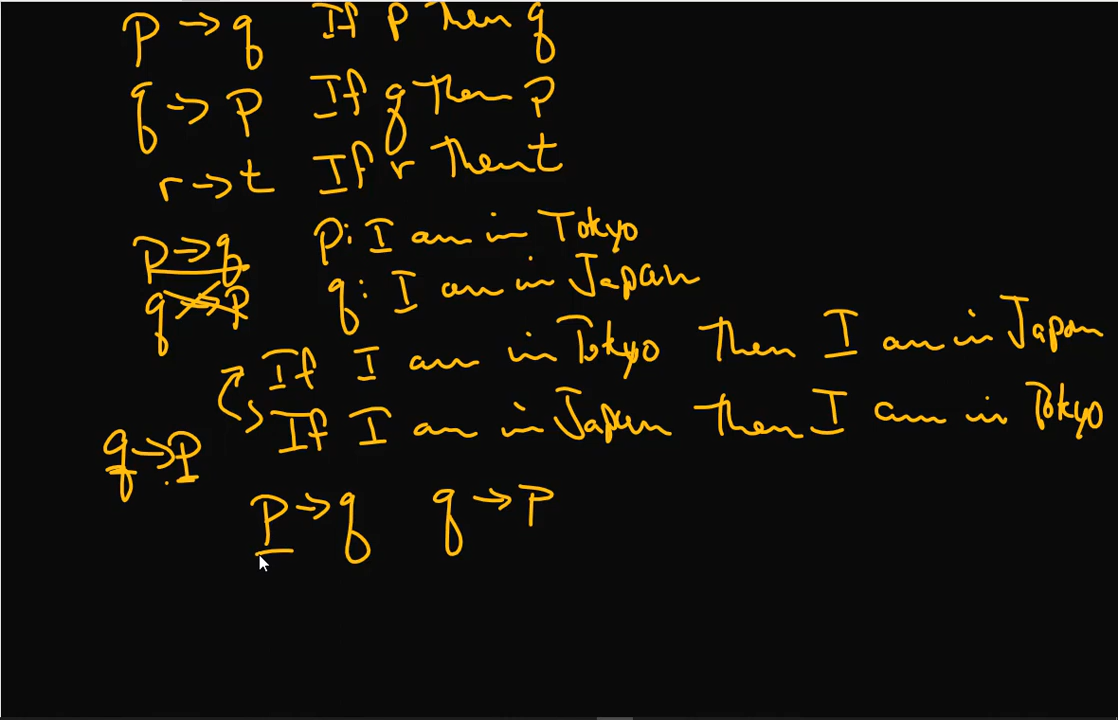 P → q If P then q
q → P If q then P
r → t If r then t
P → q p: I am in Tokyo
q → P q: I am in Japan
If I am in Tokyo then I am in Japan
If I am in Japan then I am in Tokyo
q → P
P → q q → P